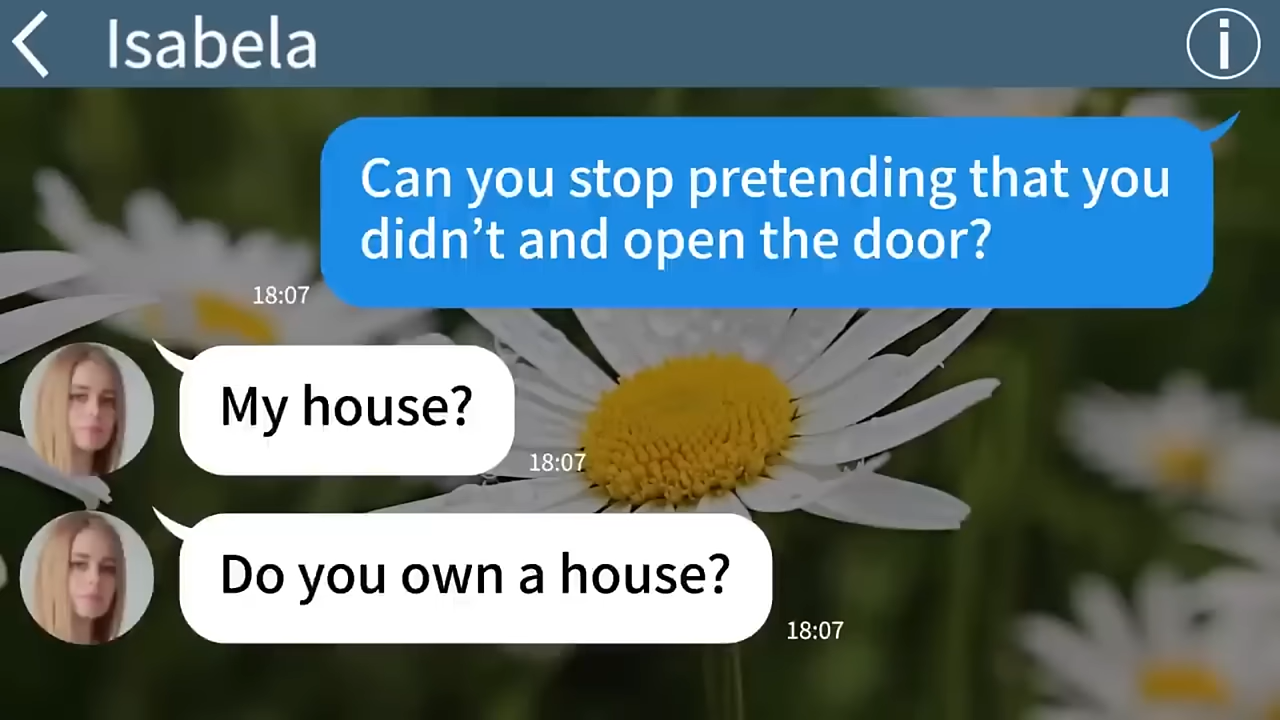 Isabela
Can you stop pretending that you
didn’t and open the door?
18:07
My house?
18:07
Do you own a house?
18:07